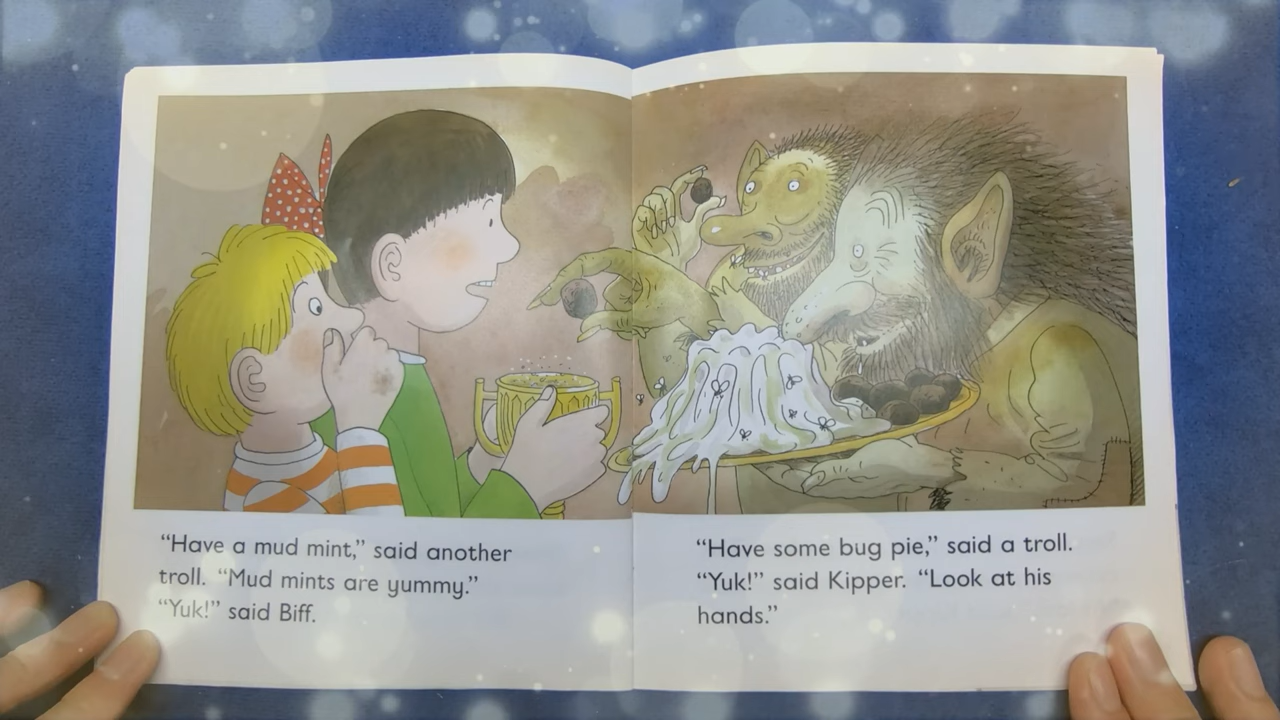 “Have a mud mint,” said another
troll. “Mud mints are yummy.”
“Yuk!” said Biff.
“Have some bug pie,” said a troll.
“Yuk!” said Kipper. “Look at his
hands.”